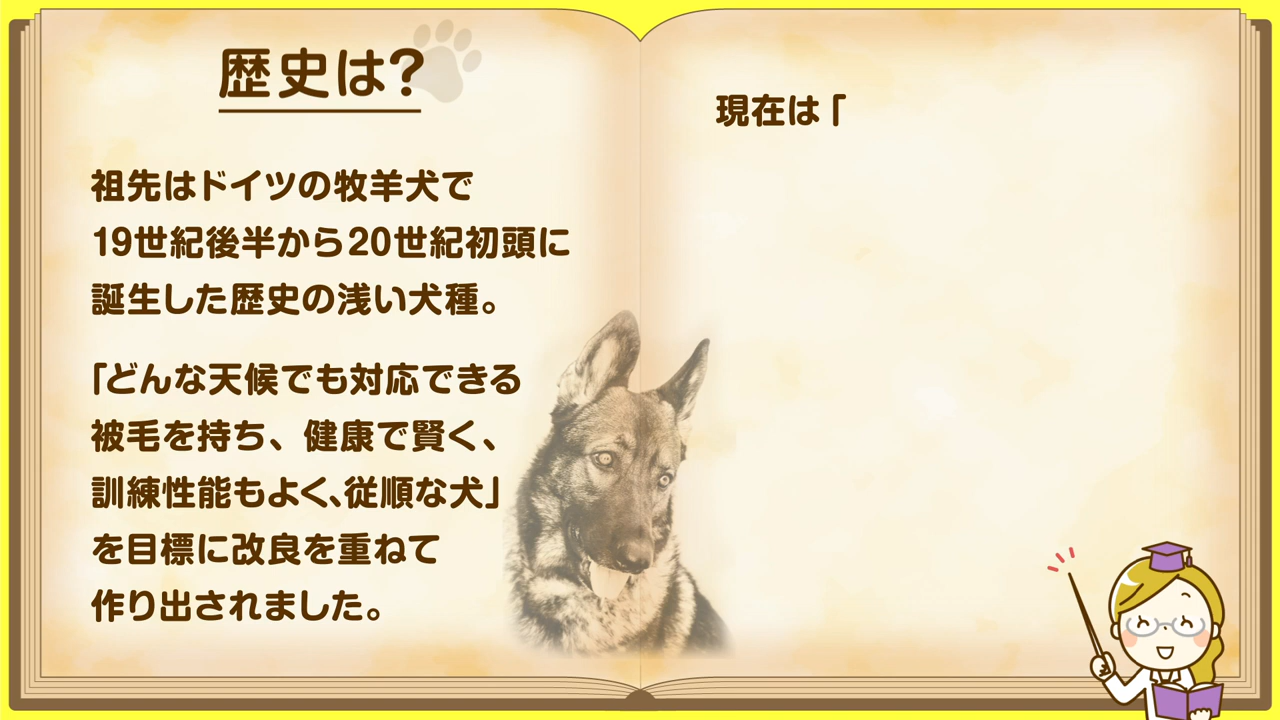 歴史は?
祖先はドイツの牧羊犬で
19世紀後半から20世紀初頭に
誕生した歴史の浅い犬種。
「どんな天候でも対応できる
被毛を持ち、健康で賢く、
訓練性能もよく、従順な犬」
を目標に改良を重ねて
作り出されました。
現在は「